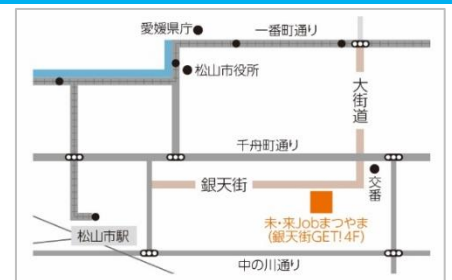 愛媛県庁
一番町通り
松山市役所
大街道
千舟町通り
銀天街
交番
未・来Jobまつやま
(銀天街GET!4F)
松山市駅
中の川通り